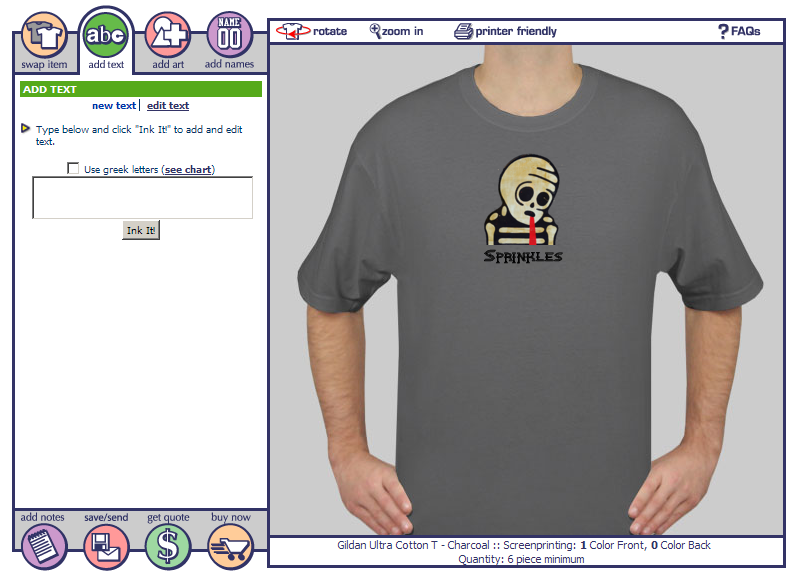 swap item
abc
add text
add art
NAME
00
add names
rotate
zoom in
printer friendly
? FAQs
ADD TEXT
new text | edit text
Type below and click "Ink It!" to add and edit
text.
Use greek letters (see chart)
Ink It!
SPRINKLES
add notes
save/send
get quote
$
buy now
Gildan Ultra Cotton T - Charcoal :: Screenprinting: 1 Color Front, 0 Color Back
Quantity: 6 piece minimum